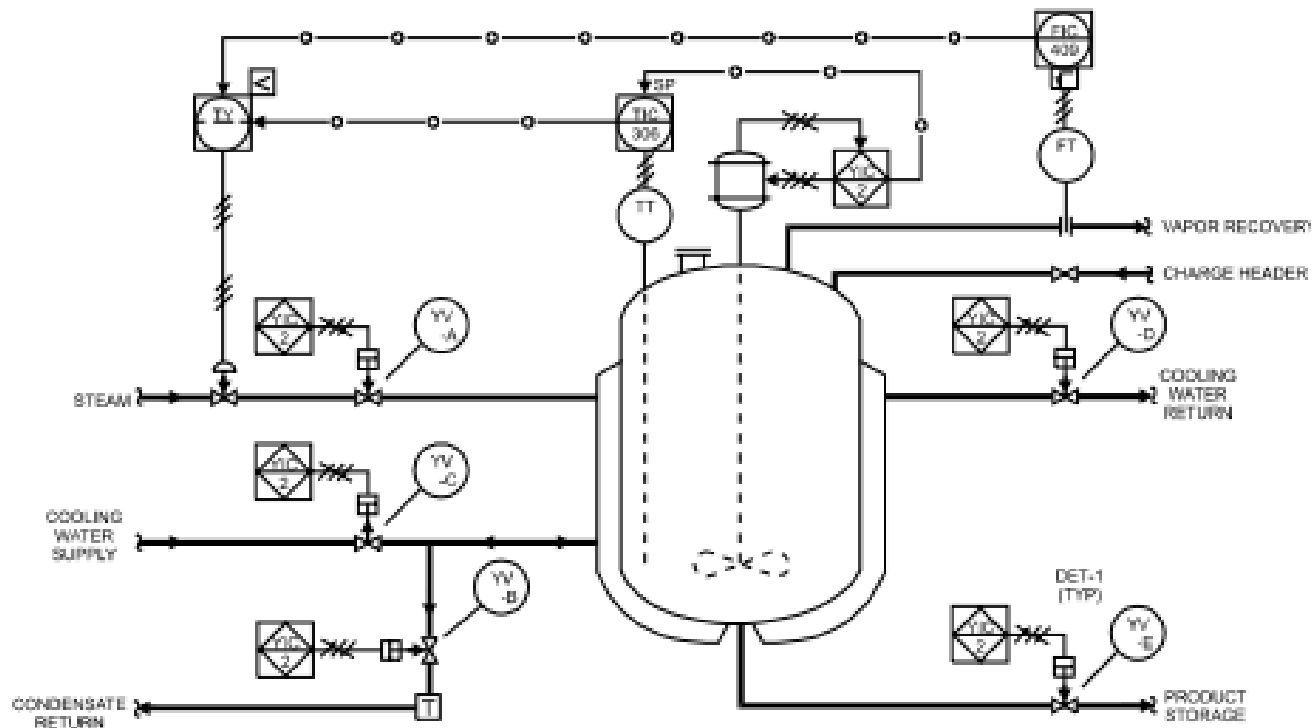 FIC
409
TY
SP
TIC
306
YIC
2
FT
TT
VAPOR RECOVERY
CHARGE HEADER
YIC
2
YV
-A
YIC
2
YV
-D
STEAM
COOLING
WATER
RETURN
YIC
2
YV
-C
COOLING
WATER
SUPPLY
YV
-B
DET-1
(TYP)
YIC
2
YIC
2
YV
-E
T
CONDENSATE
RETURN
PRODUCT
STORAGE